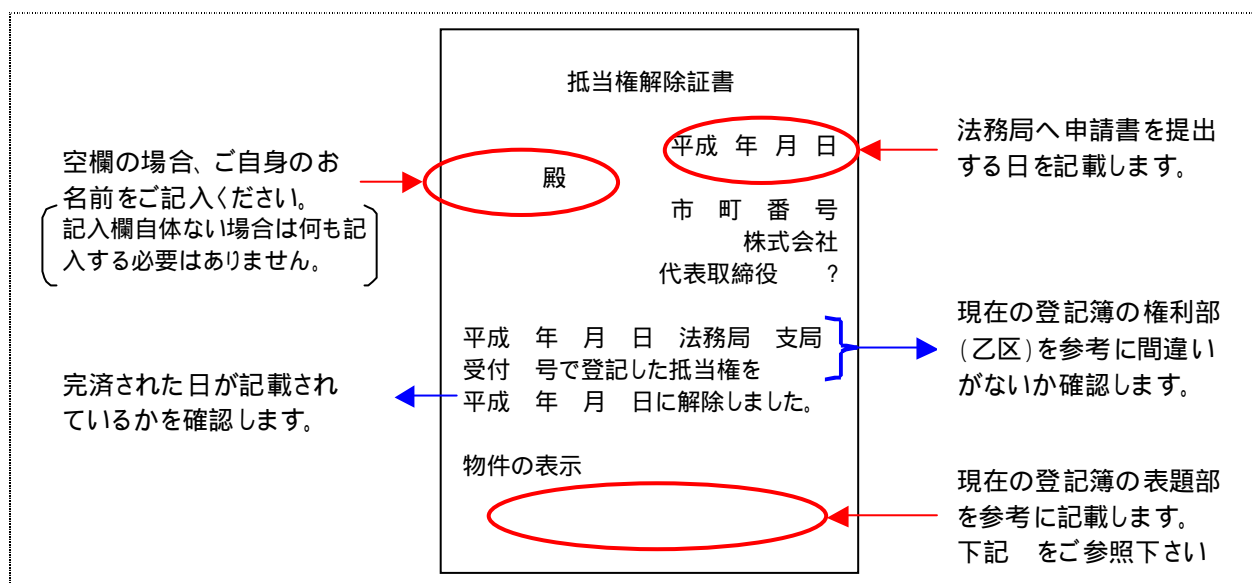 抵当権解除証書
平成 年 月 日
殿
市 町 番 号
株式会社
代表取締役 ?
平成 年 月 日 法務局 支局
受付 号で登記した抵当権を
平成 年 月 日に解除しました。
物件の表示
空欄の場合、ご自身のお
名前をご記入ください。
記入欄自体ない場合は何も記
入する必要はありません。
完済された日が記載され
ているかを確認します。
法務局へ申請書を提出
する日を記載します。
現在の登記簿の権利部
(乙区)を参考に間違い
がないか確認します。
現在の登記簿の表題部
を参考に記載します。
下記 をご参照下さい